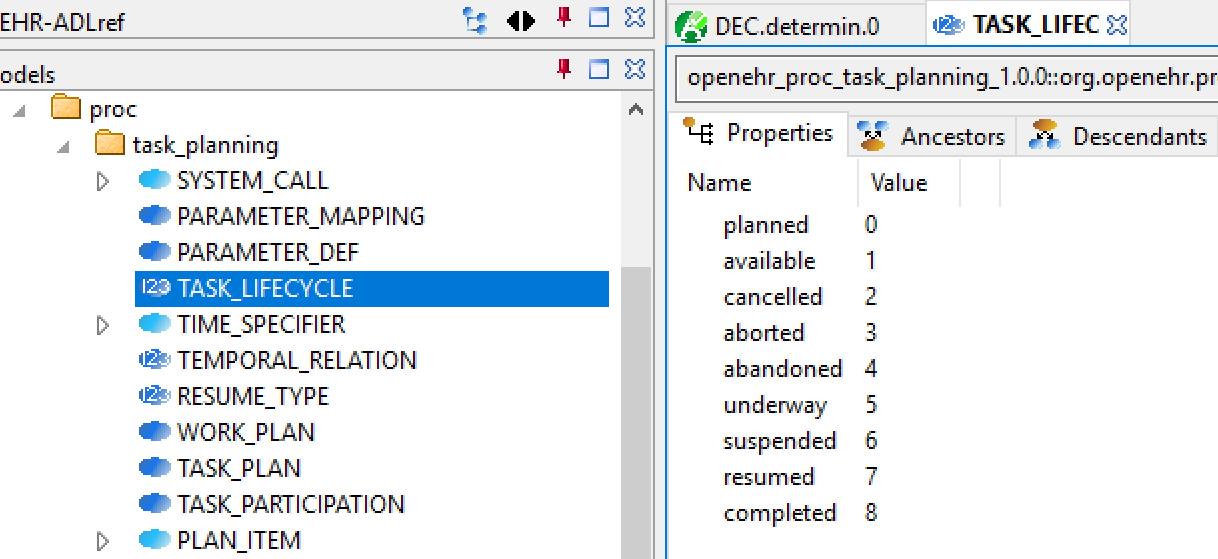 EHR-ADLref
odels
proc
task_planning
SYSTEM_CALL
PARAMETER_MAPPING
PARAMETER_DEF
TASK_LIFECYCLE
TIME_SPECIFIER
TEMPORAL_RELATION
RESUME_TYPE
WORK_PLAN
TASK_PLAN
TASK_PARTICIPATION
PLAN_ITEM
DEC.determin.0 TASK_LIFEC
openehr_proc_task_planning_1.0.0::org.openehr.pr
Properties Ancestors Descendants
Name Value
planned 0
available 1
cancelled 2
aborted 3
abandoned 4
underway 5
suspended 6
resumed 7
completed 8